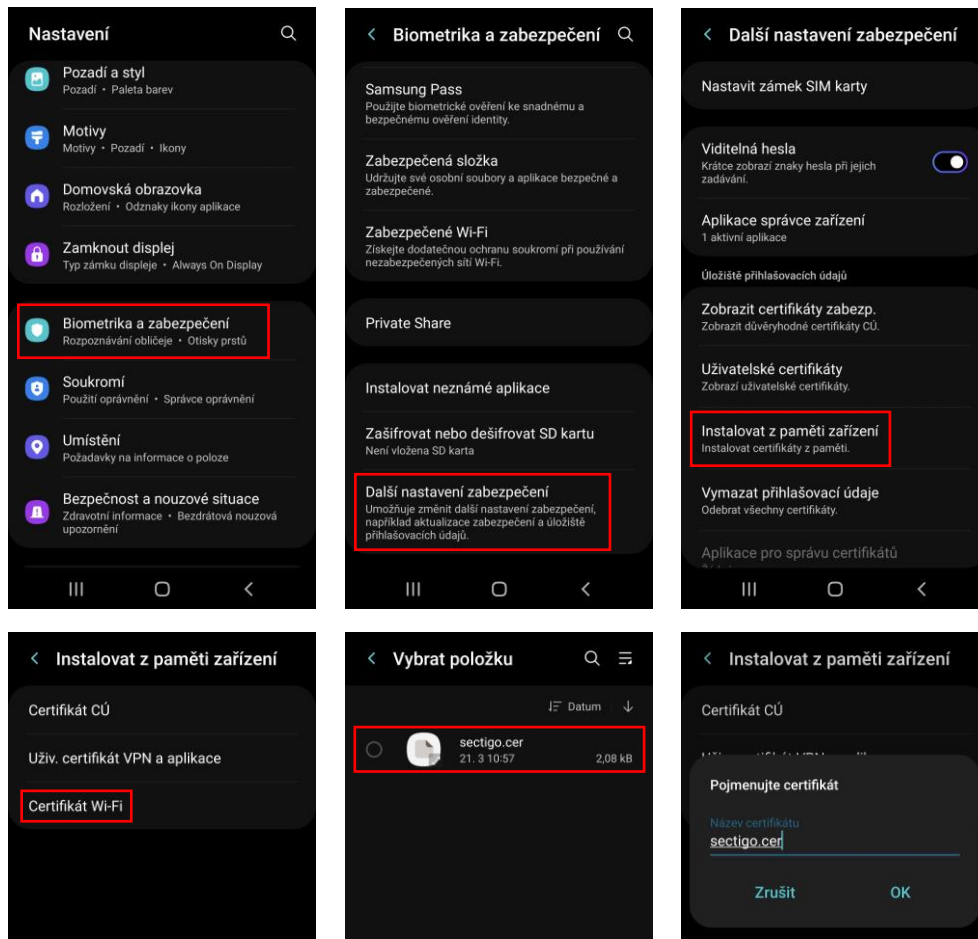 Nastavení
Pozadí a styl
Pozadí • Paleta barev
Motivy
Motivy • Pozadí • Ikony
Domovská obrazovka
Rozložení • Odznaky ikony aplikace
Zamknout displej
Typ zámku displeje • Always On Display
Biometrika a zabezpečení
Rozpoznávání obličeje • Otisky prstů
Soukromí
Použití oprávnění • Správce oprávnění
Umístění
Požadavky na informace o poloze
Bezpečnost a nouzové situace
Zdravotní informace • Bezdrátová nouzová
upozornění
Biometrika a zabezpečení
Samsung Pass
Použijte biometrické ověření ke snadnému a
bezpečnému ověření identity.
Zabezpečená složka
Udržujte své osobní soubory a aplikace bezpečné a
zabezpečené.
Zabezpečené Wi-Fi
Získejte dodatečnou ochranu soukromí při používání
nezabezpečených sítí Wi-Fi.
Private Share
Instalovat neznámé aplikace
Zašifrovat nebo dešifrovat SD kartu
Není vložena SD karta
Další nastavení zabezpečení
Umožňuje změnit další nastavení zabezpečení,
například aktualizace zabezpečení a úložiště
přihlašovacích údajů.
Další nastavení zabezpečení
Nastavit zámek SIM karty
Viditelná hesla
Krátce zobrazí znaky hesla při jejich
zadávání.
Aplikace správce zařízení
1 aktivní aplikace
Úložiště přihlašovacích údajů
Zobrazit certifikáty zabezp.
Zobrazit důvěryhodné certifikáty CÚ.
Uživatelské certifikáty
Zobrazí uživatelské certifikáty.
Instalovat z paměti zařízení
Instalovat certifikáty z paměti.
Vymazat přihlašovací údaje
Odebrat všechny certifikáty.
Aplikace pro správu certifikátů
Instalovat z paměti zařízení
Certifikát CÚ
Uživ. certifikát VPN a aplikace
Certifikát Wi-Fi
Vybrat položku
Datum
sectigo.cer
21. 3 10:57 2,08 kB
Instalovat z paměti zařízení
Certifikát CÚ
Pojmenujte certifikát
Název certifikátu
sectigo.cer
Zrušit OK